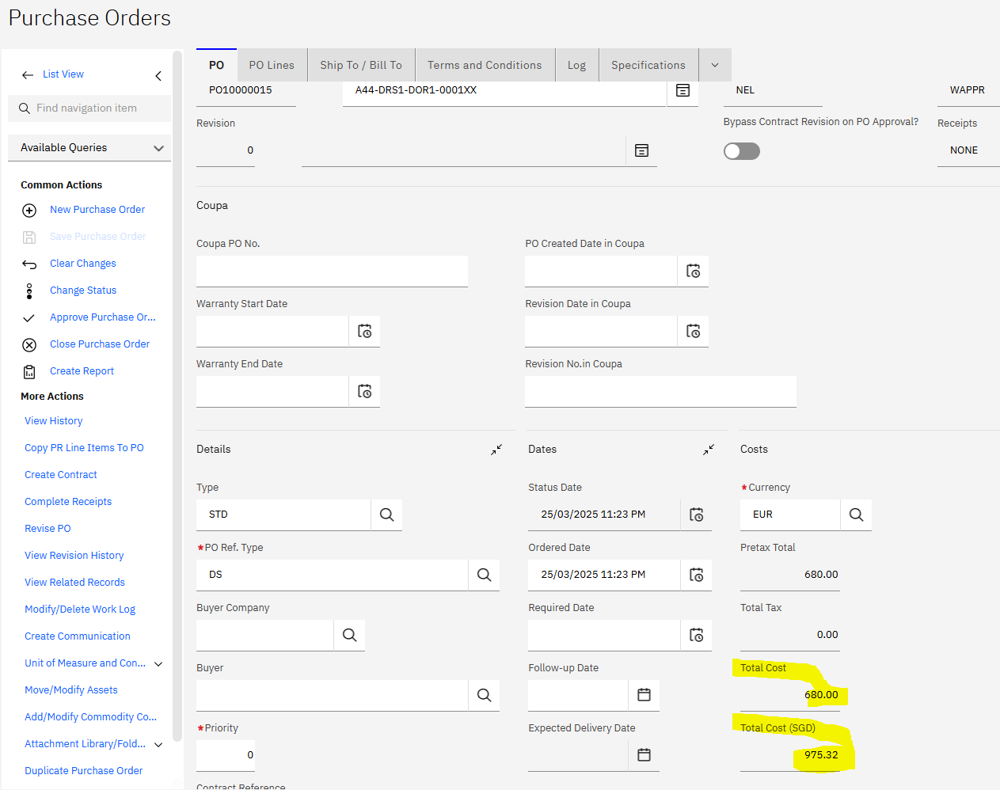 Purchase Orders
List View
Find navigation item
Available Queries
Common Actions
New Purchase Order
Save Purchase Order
Clear Changes
Change Status
Approve Purchase Or...
Close Purchase Order
Create Report
More Actions
View History
Copy PR Line Items To PO
Create Contract
Complete Receipts
Revise PO
View Revision History
View Related Records
Modify/Delete Work Log
Create Communication
Unit of Measure and Con...
Move/Modify Assets
Add/Modify Commodity Co...
Attachment Library/Fold...
Duplicate Purchase Order
PO PO Lines Ship To / Bill To Terms and Conditions Log Specifications
PO10000015 A44-DRS1-DOR1-0001XX NEL WAPPR
Revision Bypass Contract Revision on PO Approval? Receipts
0 NONE
Coupa
Coupa PO No. PO Created Date in Coupa
Warranty Start Date Revision Date in Coupa
Warranty End Date Revision No.in Coupa
Details Dates Costs
Type Status Date *Currency
STD 25/03/2025 11:23 PM EUR
*PO Ref. Type Ordered Date Pretax Total
DS 25/03/2025 11:23 PM 680.00
Buyer Company Required Date Total Tax
0.00
Buyer Follow-up Date Total Cost
680.00
*Priority Expected Delivery Date Total Cost (SGD)
0 975.32
Contract Reference